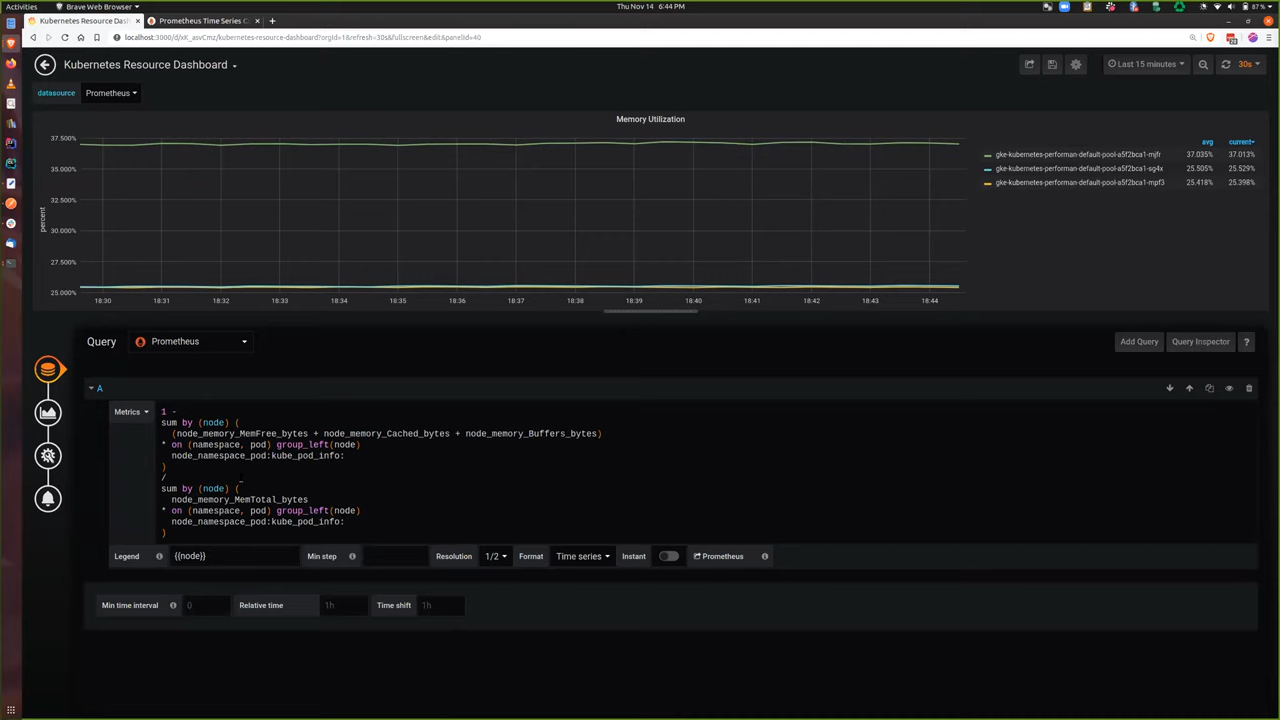 Activities
Brave Web Browser
Thu Nov 14 6:44 PM
87 %
Kubernetes Resource Dash
Prometheus Time Series C
localhost:3000/d/xK_asvCmz/kubernetes-resource-dashboard?orgId=1&refresh=30s&fullscreen&edit&panelId=40
Kubernetes Resource Dashboard
Last 15 minutes
30s
datasource
Prometheus
Memory Utilization
37.500%
35.000%
32.500%
30.000%
27.500%
25.000%
percent
18:30 18:31 18:32 18:33 18:34 18:35 18:36 18:37 18:38 18:39 18:40 18:41 18:42 18:43 18:44
avg current
gke-kubernetes-performan-default-pool-a5f2bca1-mjfr 37.035% 37.013%
gke-kubernetes-performan-default-pool-a5f2bca1-sg4x 25.505% 25.529%
gke-kubernetes-performan-default-pool-a5f2bca1-mpf3 25.418% 25.398%
Query
Prometheus
Add Query
Query Inspector
?
A
Metrics
1 -
sum by (node) (
(node_memory_MemFree_bytes + node_memory_Cached_bytes + node_memory_Buffers_bytes)
* on (namespace, pod) group_left(node)
node_namespace_pod:kube_pod_info:
)
/
sum by (node) (
node_memory_MemTotal_bytes
* on (namespace, pod) group_left(node)
node_namespace_pod:kube_pod_info:
)
Legend
{{node}}
Min step
Resolution
1/2
Format
Time series
Instant
Prometheus
Min time interval
0
Relative time
1h
Time shift
1h